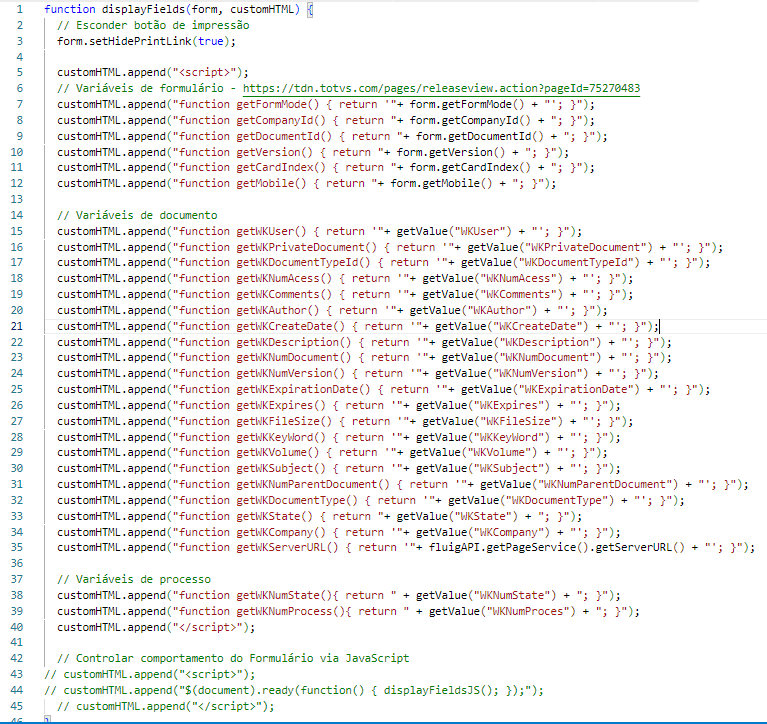 1 function displayFields(form, customHTML) {
2 // Esconder botão de impressão
3 form.setHidePrintLink(true);
4
5 customHTML.append("<script>");
6 // Variáveis de formulário - https://tdn.totvs.com/pages/releaseview.action?pageId=75270483
7 customHTML.append("function getFormMode() { return '"+ form.getFormMode() + "'; }");
8 customHTML.append("function getCompanyId() { return "+ form.getCompanyId() + "; }");
9 customHTML.append("function getDocumentId() { return "+ form.getDocumentId() + "; }");
10 customHTML.append("function getVersion() { return "+ form.getVersion() + "; }");
11 customHTML.append("function getCardIndex() { return "+ form.getCardIndex() + "; }");
12 customHTML.append("function getMobile() { return "+ form.getMobile() + "; }");
13
14 // Variáveis de documento
15 customHTML.append("function getWKUser() { return '"+ getValue("WKUser") + "'; }");
16 customHTML.append("function getWKPrivateDocument() { return '"+ getValue("WKPrivateDocument") + "'; }");
17 customHTML.append("function getWKDocumentTypeId() { return '"+ getValue("WKDocumentTypeId") + "'; }");
18 customHTML.append("function getWKNumAcess() { return '"+ getValue("WKNumAcess") + "'; }");
19 customHTML.append("function getWKComments() { return '"+ getValue("WKComments") + "'; }");
20 customHTML.append("function getWKAuthor() { return '"+ getValue("WKAuthor") + "'; }");
21 customHTML.append("function getWKCreateDate() { return '"+ getValue("WKCreateDate") + "'; }");
22 customHTML.append("function getWKDescription() { return '"+ getValue("WKDescription") + "'; }");
23 customHTML.append("function getWKNumDocument() { return '"+ getValue("WKNumDocument") + "'; }");
24 customHTML.append("function getWKNumVersion() { return '"+ getValue("WKNumVersion") + "'; }");
25 customHTML.append("function getWKExpirationDate() { return '"+ getValue("WKExpirationDate") + "'; }");
26 customHTML.append("function getWKExpires() { return '"+ getValue("WKExpires") + "'; }");
27 customHTML.append("function getWKFileSize() { return '"+ getValue("WKFileSize") + "'; }");
28 customHTML.append("function getWKKeyWord() { return '"+ getValue("WKKeyWord") + "'; }");
29 customHTML.append("function getWKVolume() { return '"+ getValue("WKVolume") + "'; }");
30 customHTML.append("function getWKSubject() { return '"+ getValue("WKSubject") + "'; }");
31 customHTML.append("function getWKNumParentDocument() { return '"+ getValue("WKNumParentDocument") + "'; }");
32 customHTML.append("function getWKDocumentType() { return '"+ getValue("WKDocumentType") + "'; }");
33 customHTML.append("function getWKState() { return "+ getValue("WKState") + "; }");
34 customHTML.append("function getWKCompany() { return '"+ getValue("WKCompany") + "'; }");
35 customHTML.append("function getWKServerURL() { return '"+ fluigAPI.getPageService().getServerURL() + "'; }");
36
37 // Variáveis de processo
38 customHTML.append("function getWKNumState(){ return " + getValue("WKNumState") + "; }");
39 customHTML.append("function getWKNumProcess(){ return " + getValue("WKNumProces") + "; }");
40 customHTML.append("</script>");
41
42 // Controlar comportamento do Formulário via JavaScript
43 // customHTML.append("<script>");
44 // customHTML.append("$(document).ready(function() { displayFieldsJS(); });");
45 // customHTML.append("</script>");
46 }